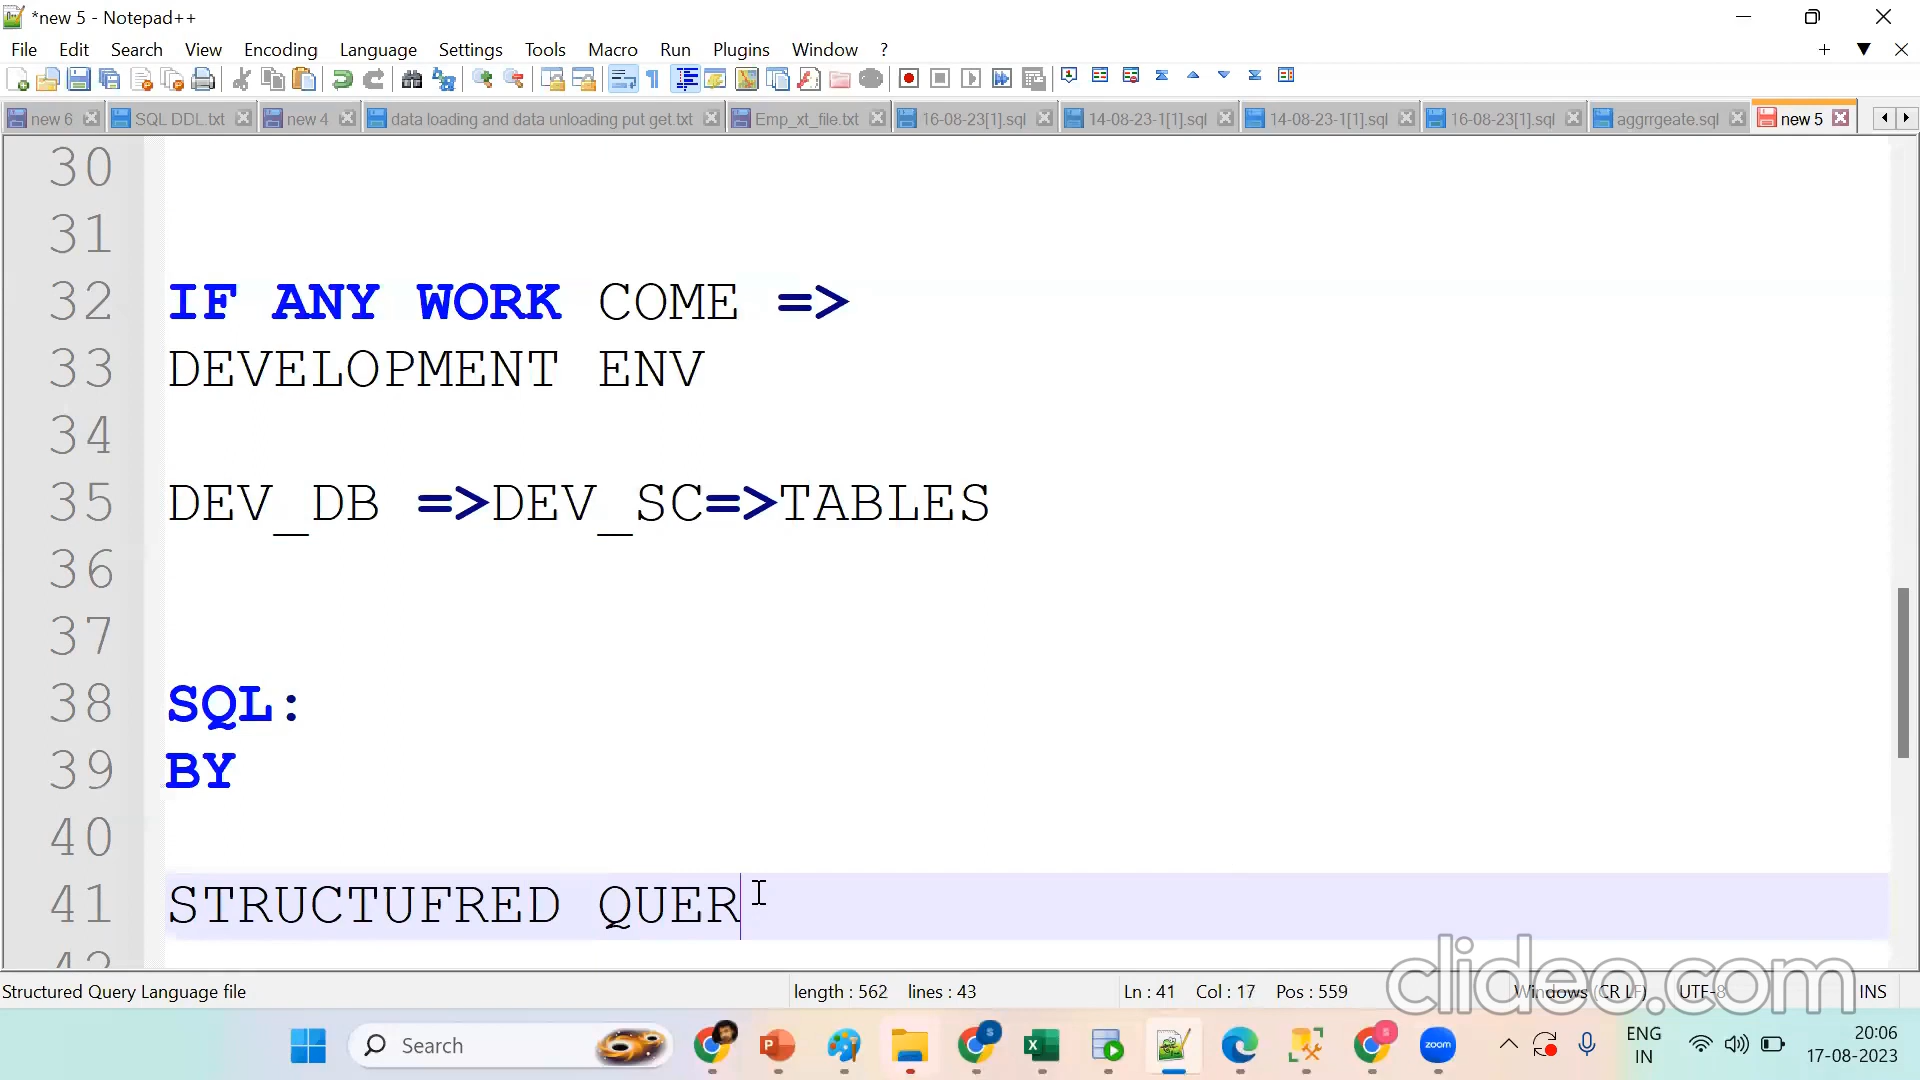 *new 5 - Notepad++
File Edit Search View Encoding Language Settings Tools Macro Run Plugins Window ?
new 6 SQL DDL.txt new 4 data loading and data unloading put get.txt Emp_xt_file.txt 16-08-23[1].sql 14-08-23-1[1].sql 14-08-23-1[1].sql 16-08-23[1].sql aggrrgeate.sql new 5
30
31
32 IF ANY WORK COME =>
33 DEVELOPMENT ENV
34
35 DEV_DB =>DEV_SC=>TABLES
36
37
38 SQL:
39 BY
40
41 STRUCTUFRED QUER
42
Structured Query Language file length : 562 lines : 43 Ln : 41 Col : 17 Pos : 559 Windows (CR LF) UTF-8 INS
clideo.com
Search zoom ENG IN 20:06 17-08-2023